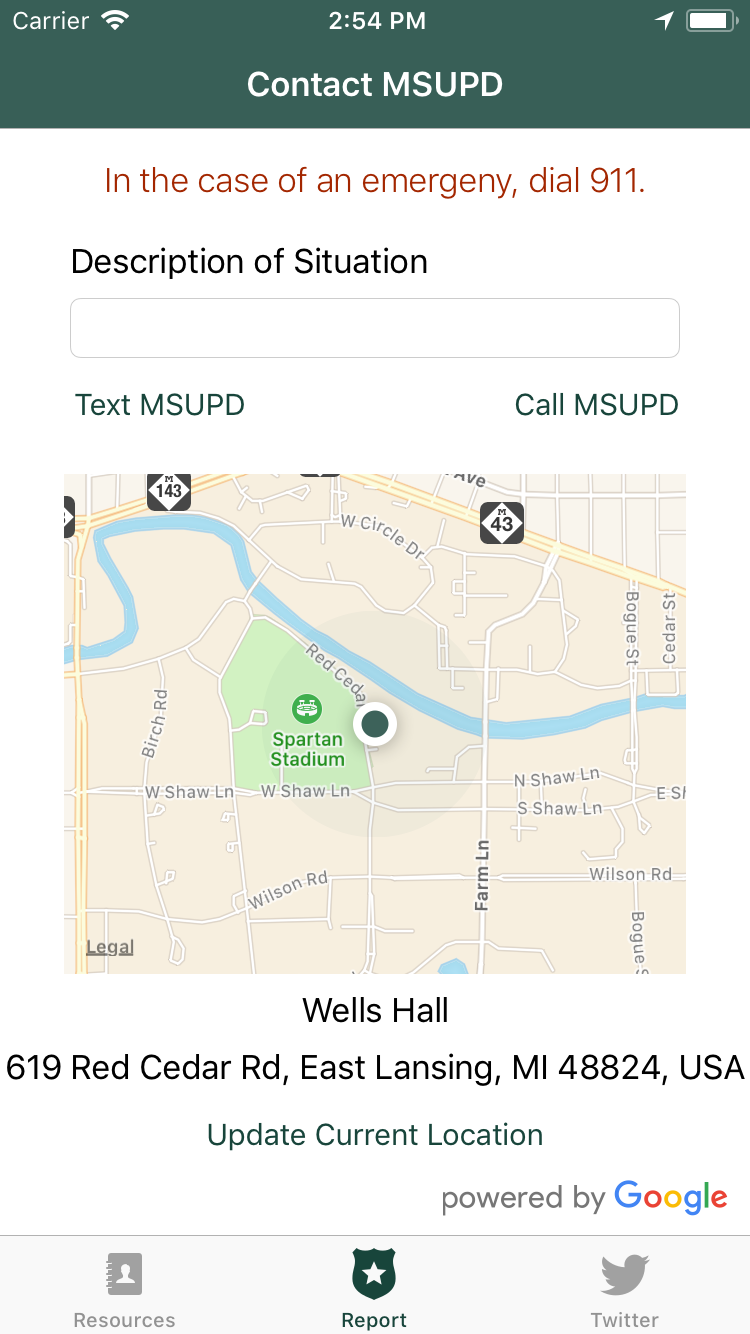 Carrier 2:54 PM
Contact MSUPD
In the case of an emergeny, dial 911.
Description of Situation
Text MSUPD Call MSUPD
Ave
M
143
M
43
W Circle Dr
Bogue St
Cedar St
Red Cedar
Birch Rd
Spartan
Stadium
W Shaw Ln W Shaw Ln
N Shaw Ln
E Sh
S Shaw Ln
Farm Ln
Wilson Rd
Wilson Rd
Bogue S
Legal
Wells Hall
619 Red Cedar Rd, East Lansing, MI 48824, USA
Update Current Location
powered by Google
Resources Report Twitter